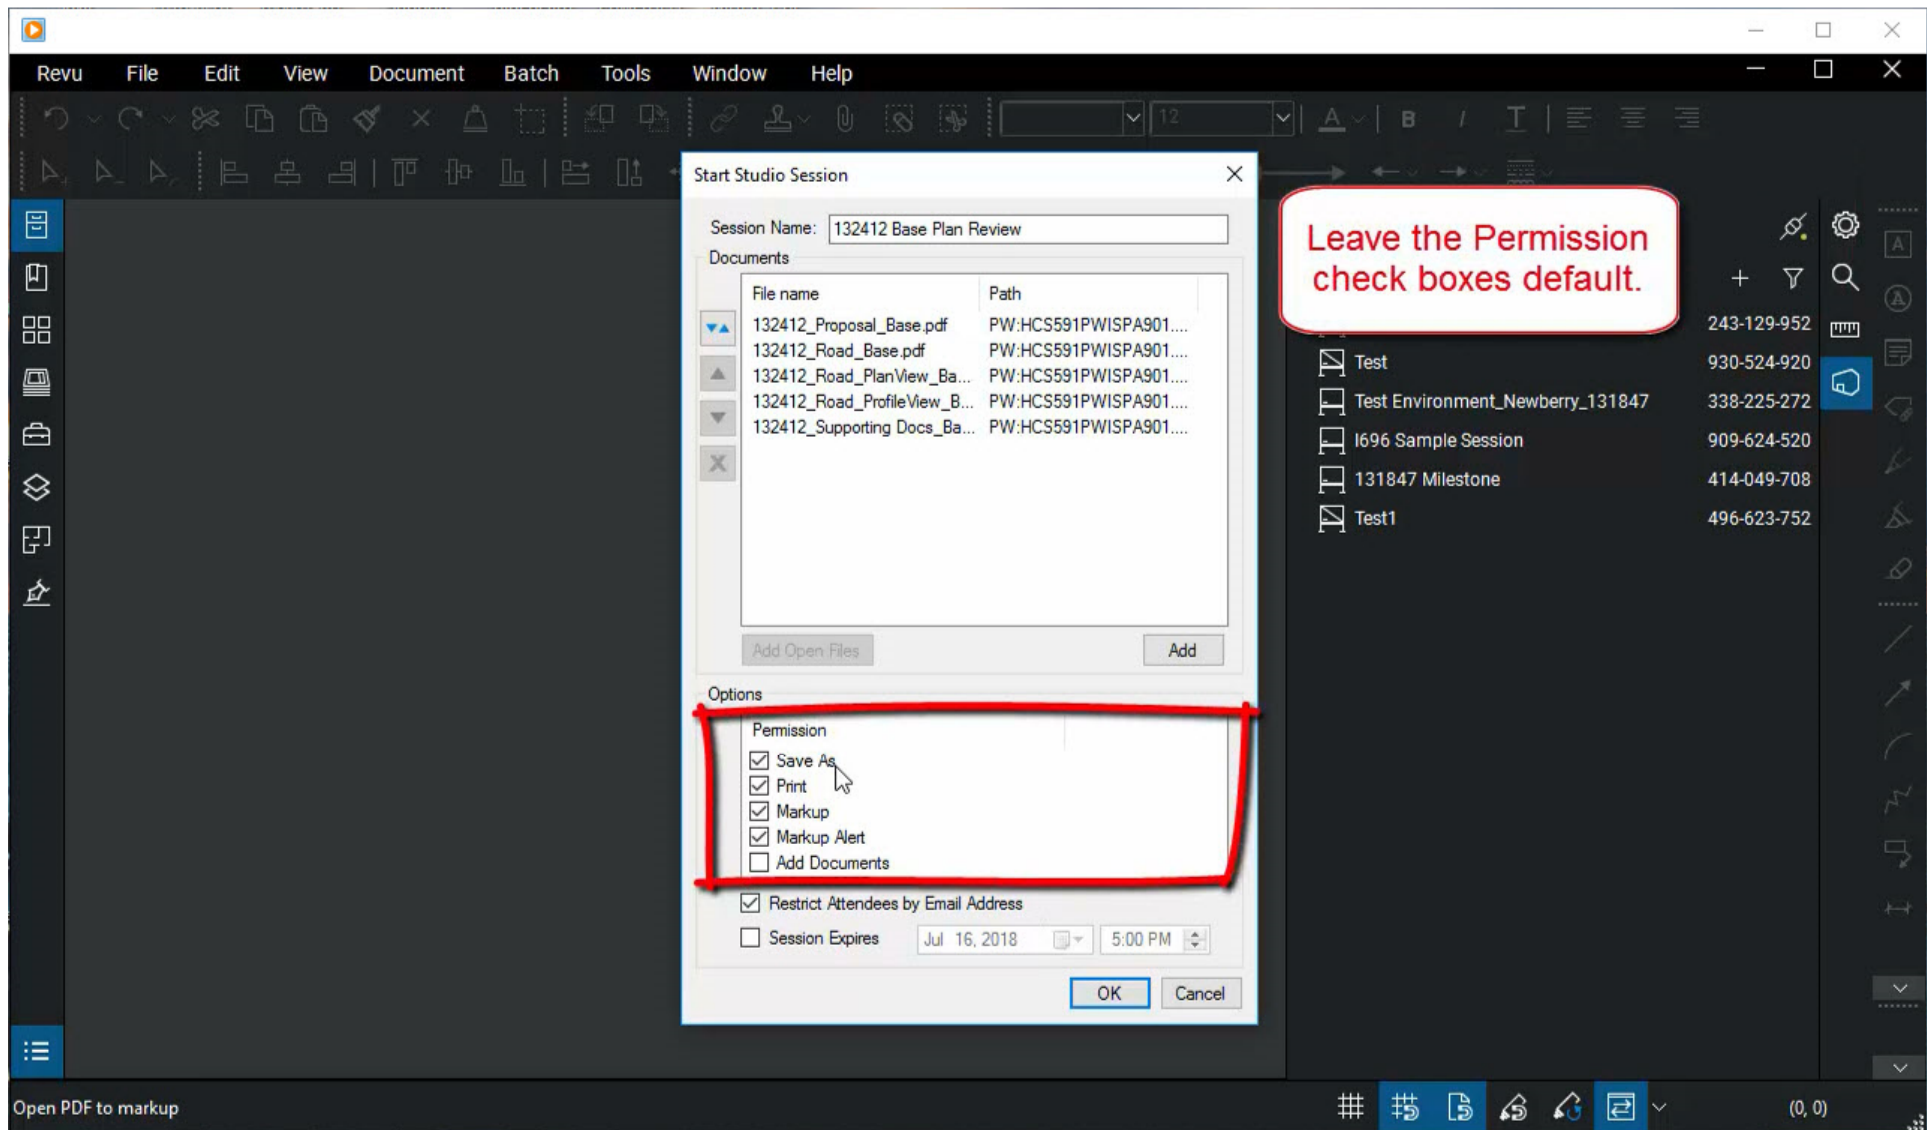 Revu File Edit View Document Batch Tools Window Help
12
A B I T
Start Studio Session
Session Name: 132412 Base Plan Review
Documents
File name Path
132412_Proposal_Base.pdf PW:HCS591PWISPA901....
132412_Road_Base.pdf PW:HCS591PWISPA901....
132412_Road_PlanView_Ba... PW:HCS591PWISPA901....
132412_Road_ProfileView_B... PW:HCS591PWISPA901....
132412_Supporting Docs_Ba... PW:HCS591PWISPA901....
Add Open Files Add
Options
Permission
Save As
Print
Markup
Markup Alert
Add Documents
Restrict Attendees by Email Address
Session Expires Jul 16, 2018 5:00 PM
OK Cancel
Leave the Permission
check boxes default.
243-129-952
Test 930-524-920
Test Environment_Newberry_131847 338-225-272
I696 Sample Session 909-624-520
131847 Milestone 414-049-708
Test1 496-623-752
A
A
Open PDF to markup (0, 0)